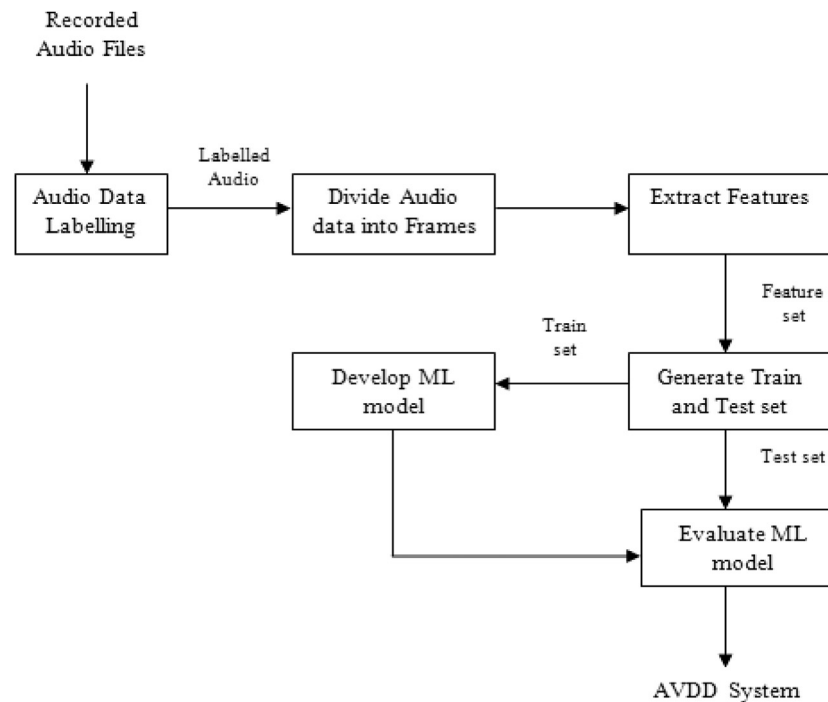 Recorded
Audio Files
Labelled
Audio
Audio Data
Labelling
Divide Audio
data into Frames
Extract Features
Feature
set
Train
set
Develop ML
model
Generate Train
and Test set
Test set
Evaluate ML
model
AVDD System